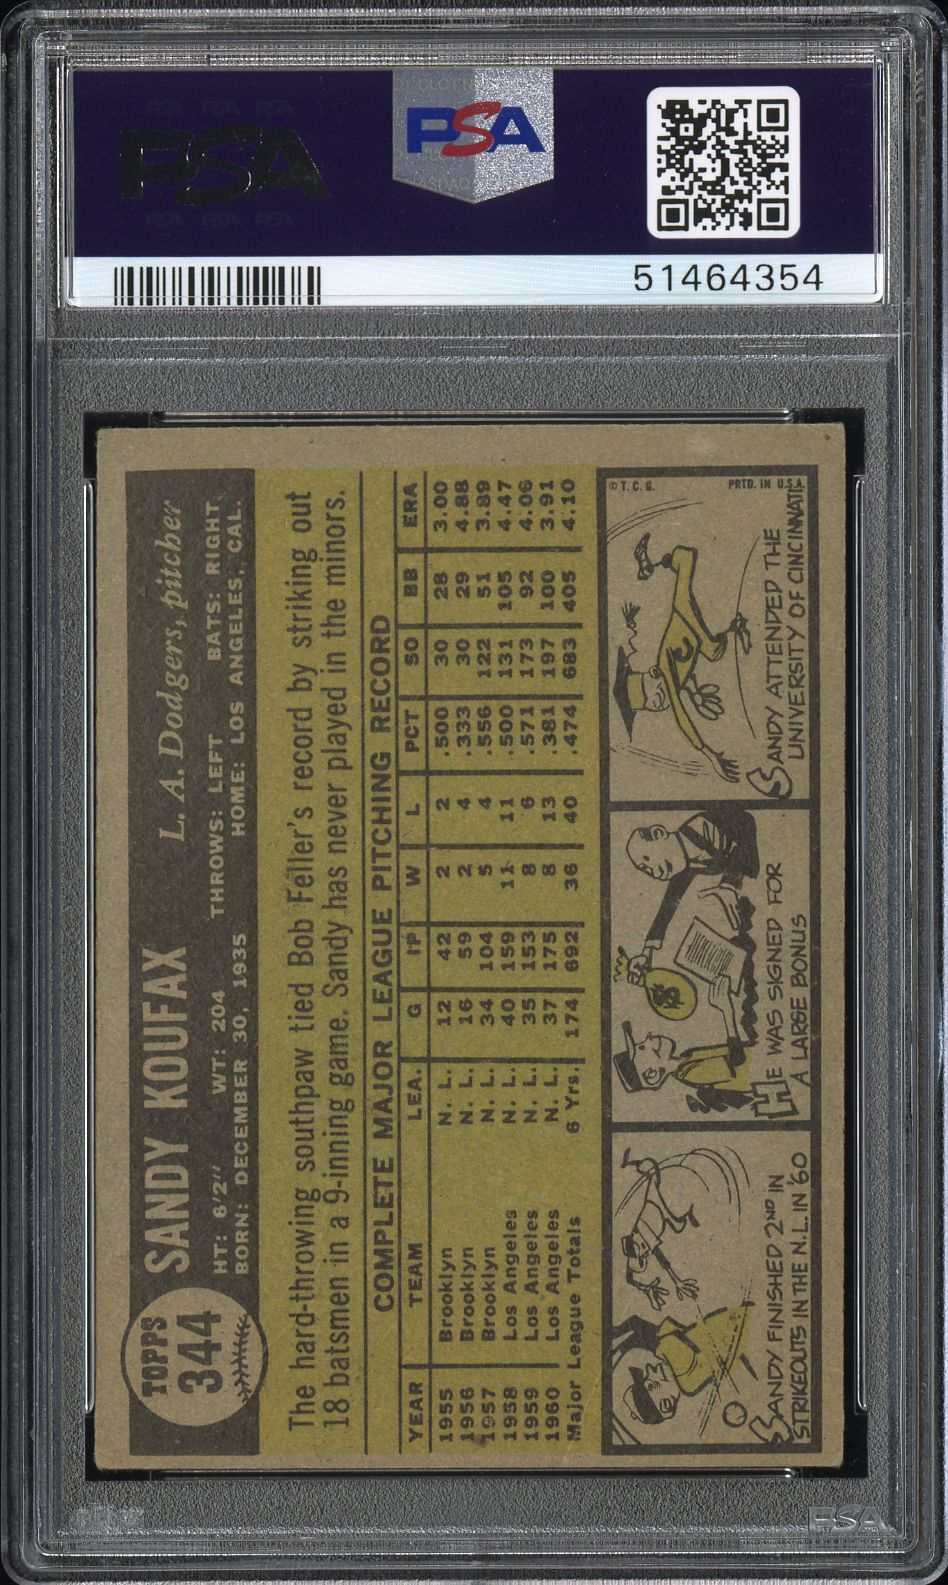 PSA
PSA
51464354
TOPPS
344
SANDY KOUFAX
L. A. Dodgers, pitcher
HT: 6'2" WT: 204 THROWS: LEFT BATS: RIGHT
BORN: DECEMBER 30, 1935 HOME: LOS ANGELES, CAL.
The hard-throwing southpaw tied Bob Feller's record by striking out
18 batsmen in a 9-inning game. Sandy has never played in the minors.
COMPLETE MAJOR LEAGUE PITCHING RECORD
YEAR TEAM LEA. G IP W L PCT SO BB ERA
1955 Brooklyn N. L. 12 42 2 2 .500 30 28 3.00
1956 Brooklyn N. L. 16 59 2 4 .333 30 29 4.88
1957 Brooklyn N. L. 34 104 5 4 .556 122 51 3.89
1958 Los Angeles N. L. 40 159 11 11 .500 131 105 4.47
1959 Los Angeles N. L. 35 153 8 6 .571 173 92 4.06
1960 Los Angeles N. L. 37 175 8 13 .381 197 100 3.91
Major League Totals 6 Yrs. 174 692 36 40 .474 683 405 4.10
SANDY FINISHED 2ND IN
STRIKEOUTS IN THE N.L. IN '60
HE WAS SIGNED FOR
A LARGE BONUS
© T. C. G. PRTD. IN U.S.A.
SANDY ATTENDED THE
UNIVERSITY OF CINCINNATI
PSA